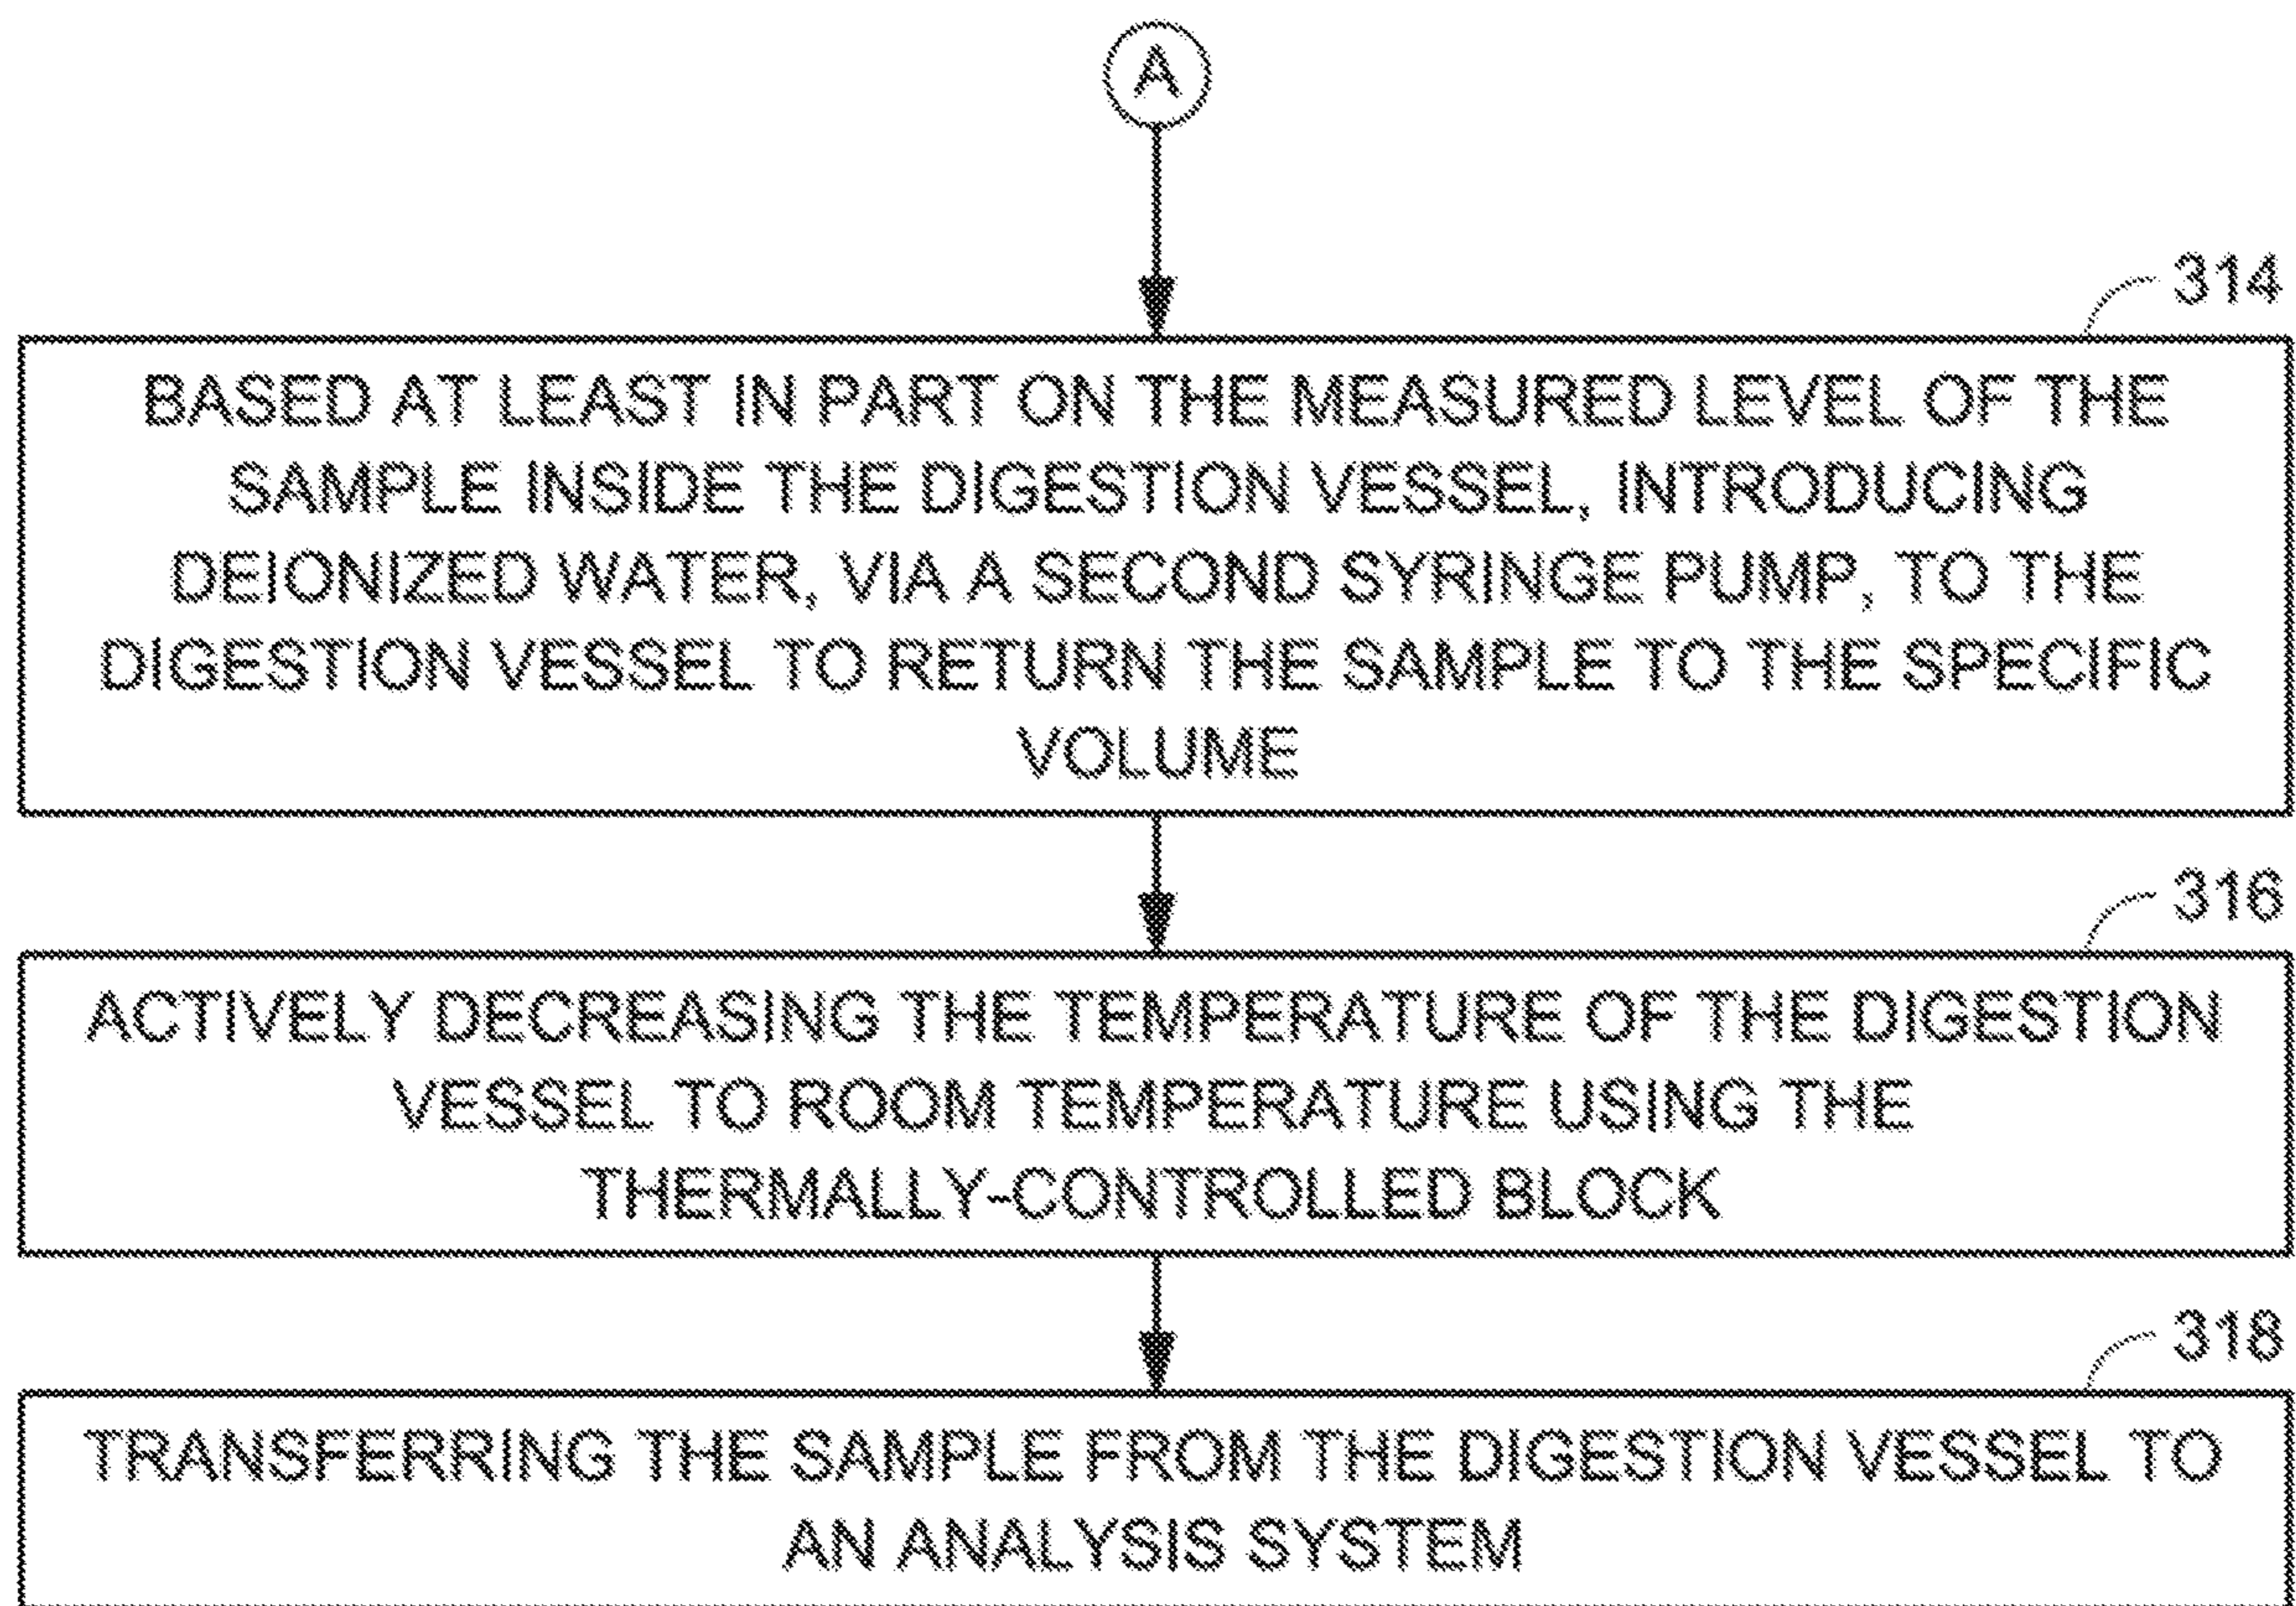 A
314
BASED AT LEAST IN PART ON THE MEASURED LEVEL OF THE
SAMPLE INSIDE THE DIGESTION VESSEL, INTRODUCING
DEIONIZED WATER, VIA A SECOND SYRINGE PUMP, TO THE
DIGESTION VESSEL TO RETURN THE SAMPLE TO THE SPECIFIC
VOLUME
316
ACTIVELY DECREASING THE TEMPERATURE OF THE DIGESTION
VESSEL TO ROOM TEMPERATURE USING THE
THERMALLY-CONTROLLED BLOCK
318
TRANSFERRING THE SAMPLE FROM THE DIGESTION VESSEL TO
AN ANALYSIS SYSTEM